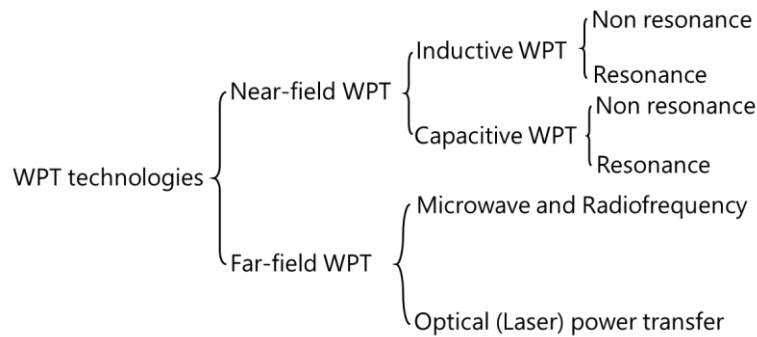 Non resonance
Inductive WPT
Resonance
Near-field WPT
Non resonance
Capacitive WPT
Resonance
WPT technologies
Microwave and Radiofrequency
Far-field WPT
Optical (Laser) power transfer